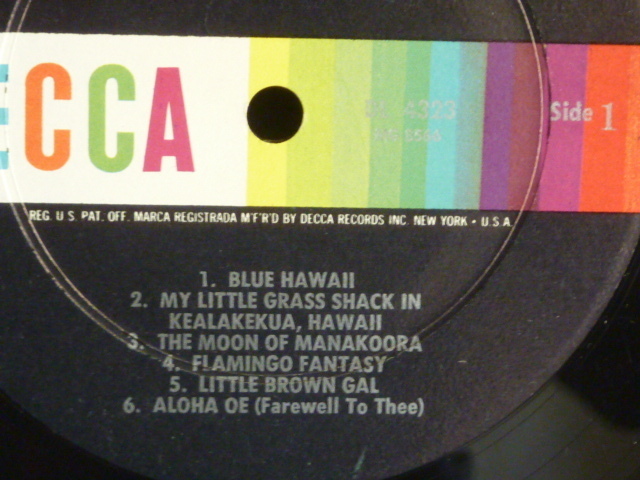 ECCA
DL 4323
Side 1
REG. U S. PAT. OFF. MARCA REGISTRADA M'F'R'D BY DECCA RECORDS INC. NEW YORK • U.S.A.
1. BLUE HAWAII
2. MY LITTLE GRASS SHACK IN
KEALAKEKUA, HAWAII
3. THE MOON OF MANAKOORA
4. FLAMINGO FANTASY
5. LITTLE BROWN GAL
6. ALOHA OE (Farewell To Thee)